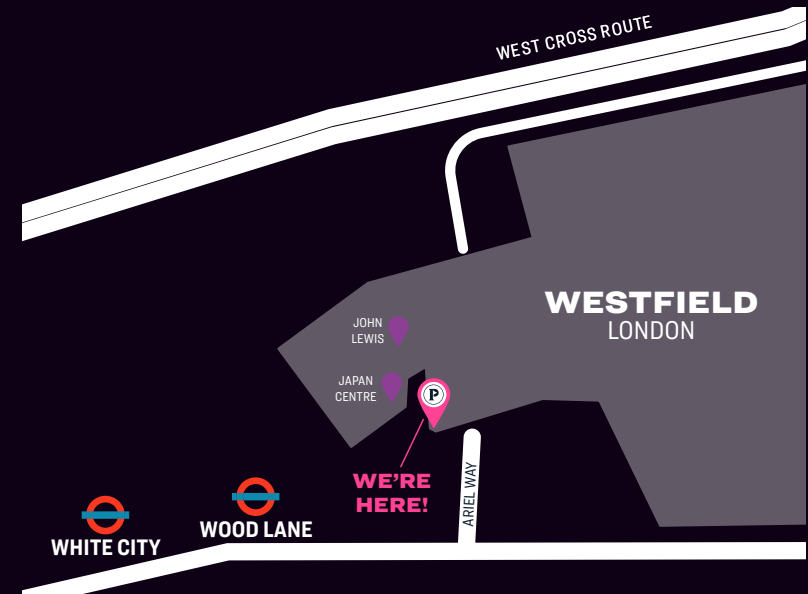 WEST CROSS ROUTE
WESTFIELD
LONDON
JOHN
LEWIS
JAPAN
CENTRE
P
WE'RE
HERE!
ARIEL WAY
WOOD LANE
WHITE CITY